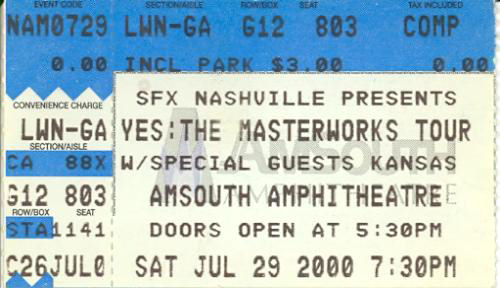 EVENT CODE SECTION/AISLE ROW/BOX SEAT TAX INCLUDED
NAM0729 LWN-GA G12 803 COMP
0.00 INCL PARK $3.00 0.00
CONVENIENCE CHARGE
LWN-GA
SECTION/AISLE
CA 88X
G12 803
ROW/BOX SEAT
STA1141
C26JUL0
SFX NASHVILLE PRESENTS
YES:THE MASTERWORKS TOUR
W/SPECIAL GUESTS KANSAS
AMSOUTH AMPHITHEATRE
DOORS OPEN AT 5:30PM
SAT JUL 29 2000 7:30PM
AMSOUTH